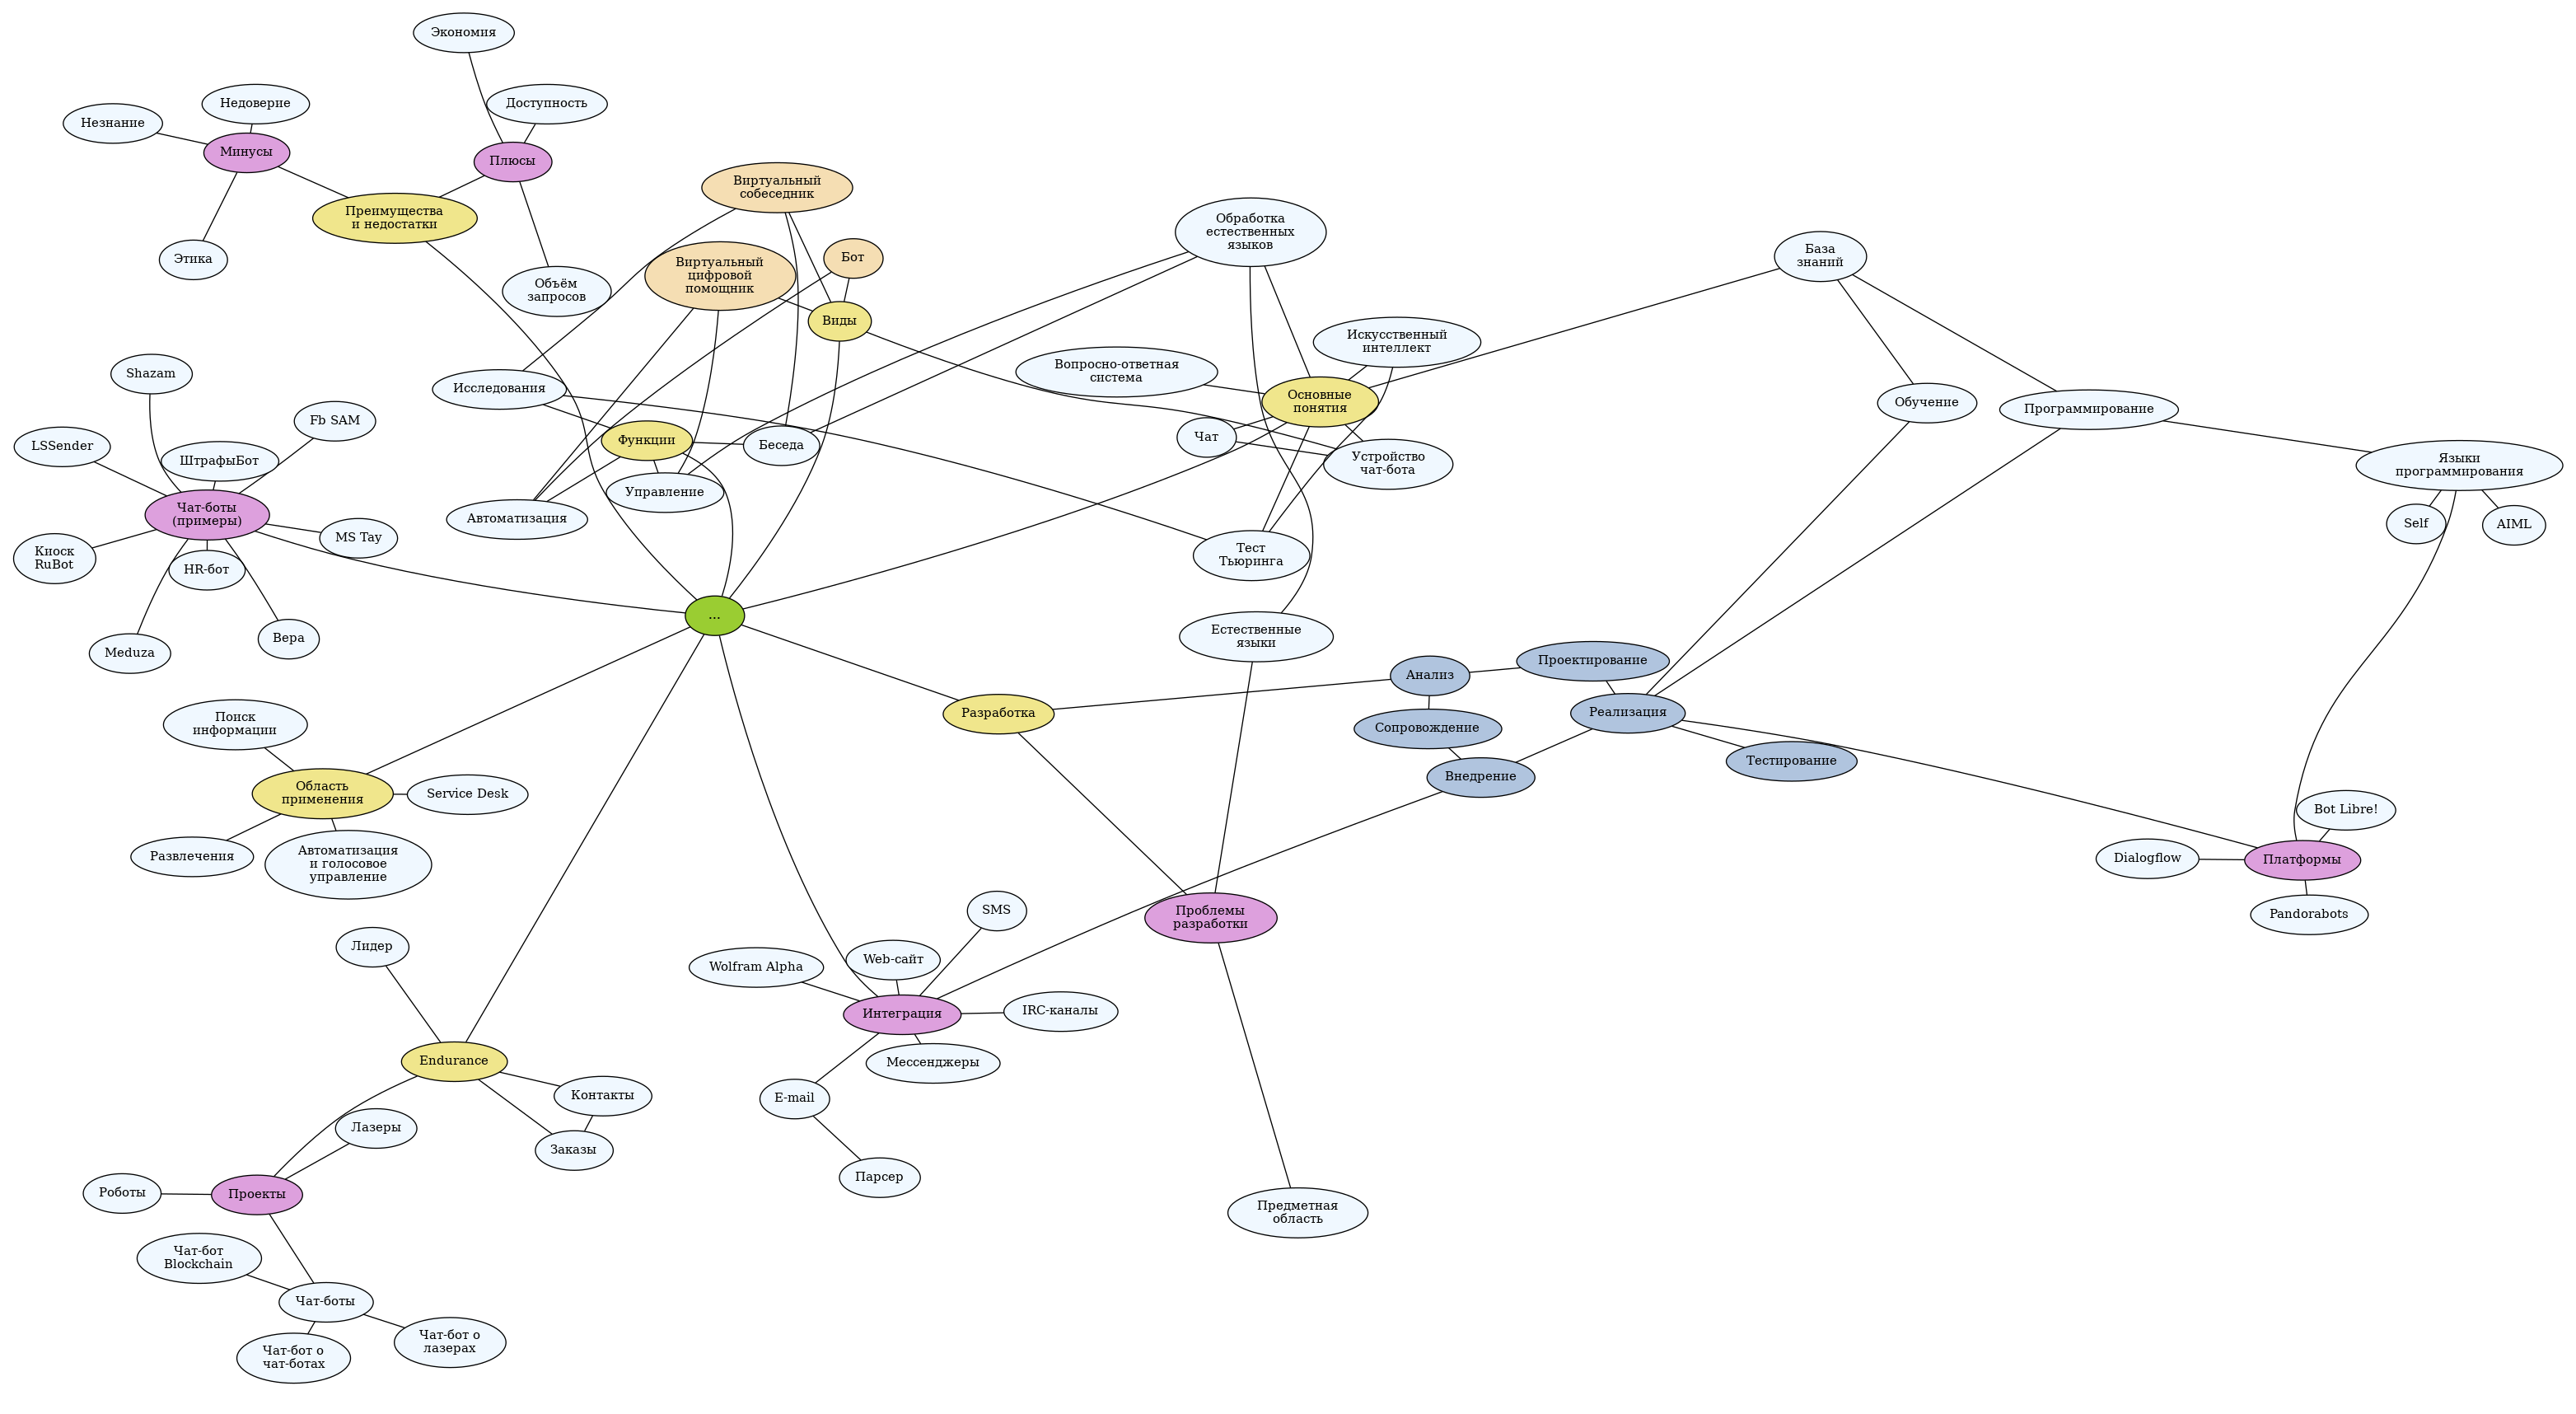 Экономия
Недоверие
Доступность
Незнание
Минусы
Плюсы
Виртуальный
собеседник
Преимущества
и недостатки
Обработка
естественных
языков
Этика
Виртуальный
цифровой
помощник
Бот
База
знаний
Объём
запросов
Виды
Искусственный
интеллект
Вопросно-ответная
система
Shazam
Исследования
Основные
понятия
Обучение
Программирование
Fb SAM
Функции
Беседа
Чат
LSSender
ШтрафыБот
Устройство
чат-бота
Языки
программирования
Управление
Чат-боты
(примеры)
Автоматизация
Self
AIML
MS Tay
Киоск
RuBot
HR-бот
Тест
Тьюринга
...
Вера
Естественные
языки
Meduza
Проектирование
Анализ
Поиск
информации
Разработка
Реализация
Сопровождение
Тестирование
Внедрение
Область
применения
Service Desk
Bot Libre!
Развлечения
Автоматизация
и голосовое
управление
Dialogflow
Платформы
SMS
Проблемы
разработки
Pandorabots
Лидер
Wolfram Alpha
Web-сайт
Интеграция
IRC-каналы
Endurance
Мессенджеры
Контакты
E-mail
Лазеры
Заказы
Парсер
Роботы
Проекты
Предметная
область
Чат-бот
Blockchain
Чат-боты
Чат-бот о
лазерах
Чат-бот о
чат-ботах